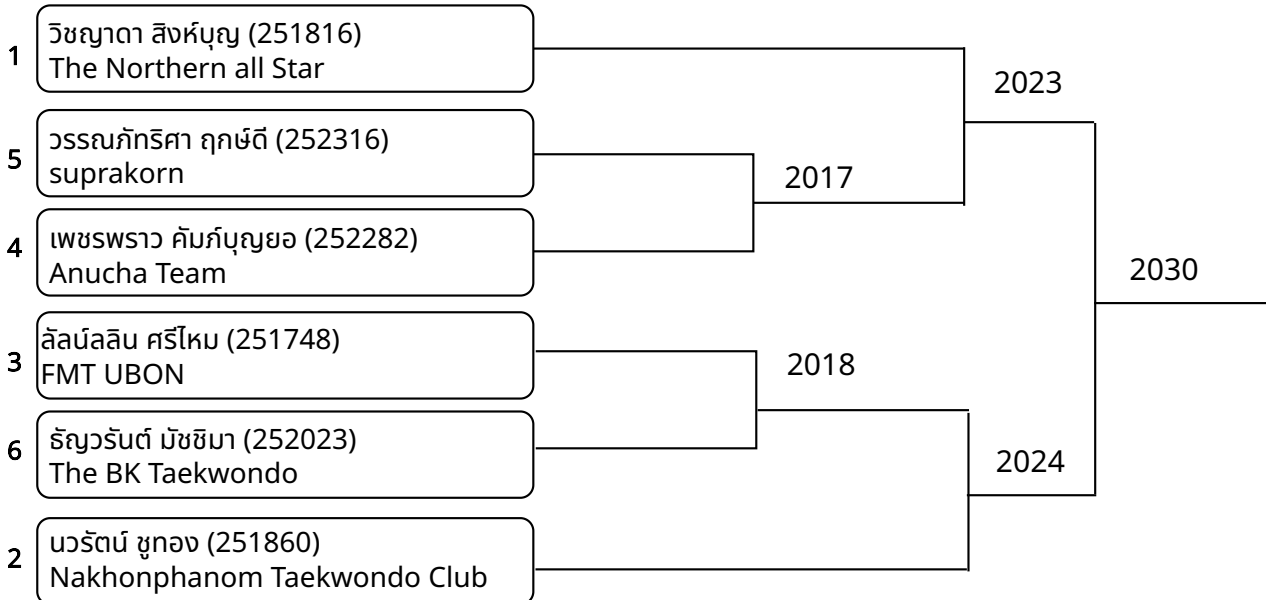 1
วิชญาดา สิงห์บุญ (251816)
The Northern all Star
2023
5
วรรณภัทริศา ฤกษ์ดี (252316)
suprakorn
2017
4
เพชรพราว คัมภ์บุญยอ (252282)
Anucha Team
2030
3
ลัลน์ลลิน ศรีไหม (251748)
FMT UBON
2018
6
ธัญวรันต์ มัชชิมา (252023)
The BK Taekwondo
2024
2
นวรัตน์ ชูทอง (251860)
Nakhonphanom Taekwondo Club